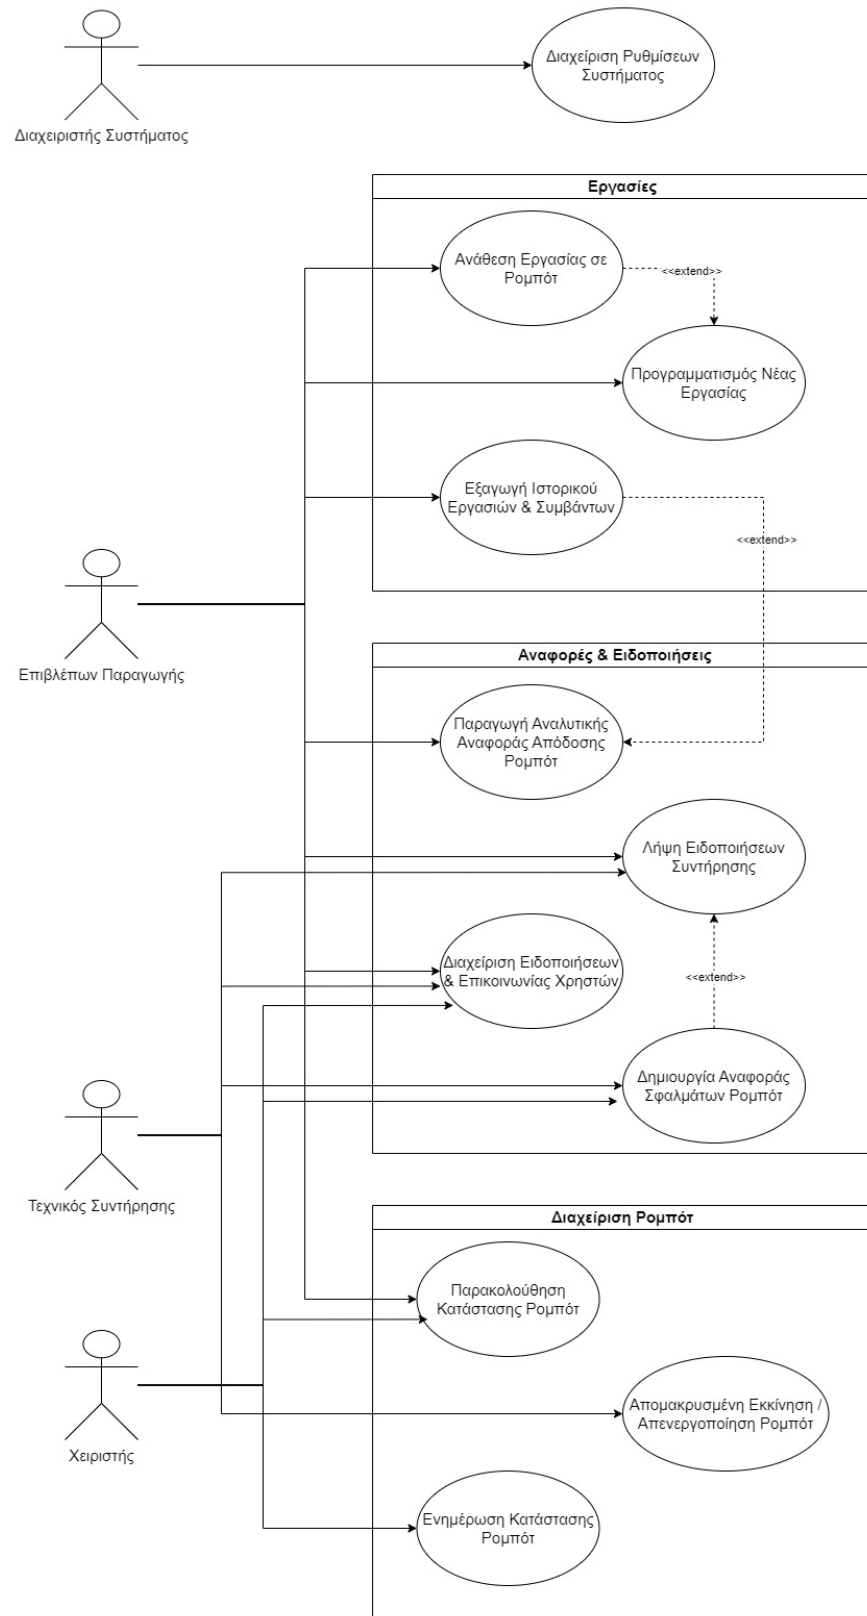 Διαχείριση Ρυθμίσεων
Συστήματος
Διαχειριστής Συστήματος
Εργασίες
Ανάθεση Εργασίας σε
Ρομπότ
<<extend>>
Προγραμματισμός Νέας
Εργασίας
Εξαγωγή Ιστορικού
Εργασιών & Συμβάντων
<<extend>>
Επιβλέπων Παραγωγής
Αναφορές & Ειδοποιήσεις
Παραγωγή Αναλυτικής
Αναφοράς Απόδοσης
Ρομπότ
Λήψη Ειδοποιήσεων
Συντήρησης
Διαχείριση Ειδοποιήσεων
& Επικοινωνίας Χρηστών
<<extend>>
Δημιουργία Αναφοράς
Σφαλμάτων Ρομπότ
Τεχνικός Συντήρησης
Διαχείριση Ρομπότ
Παρακολούθηση
Κατάστασης Ρομπότ
Απομακρυσμένη Εκκίνηση /
Απενεργοποίηση Ρομπότ
Χειριστής
Ενημέρωση Κατάστασης
Ρομπότ